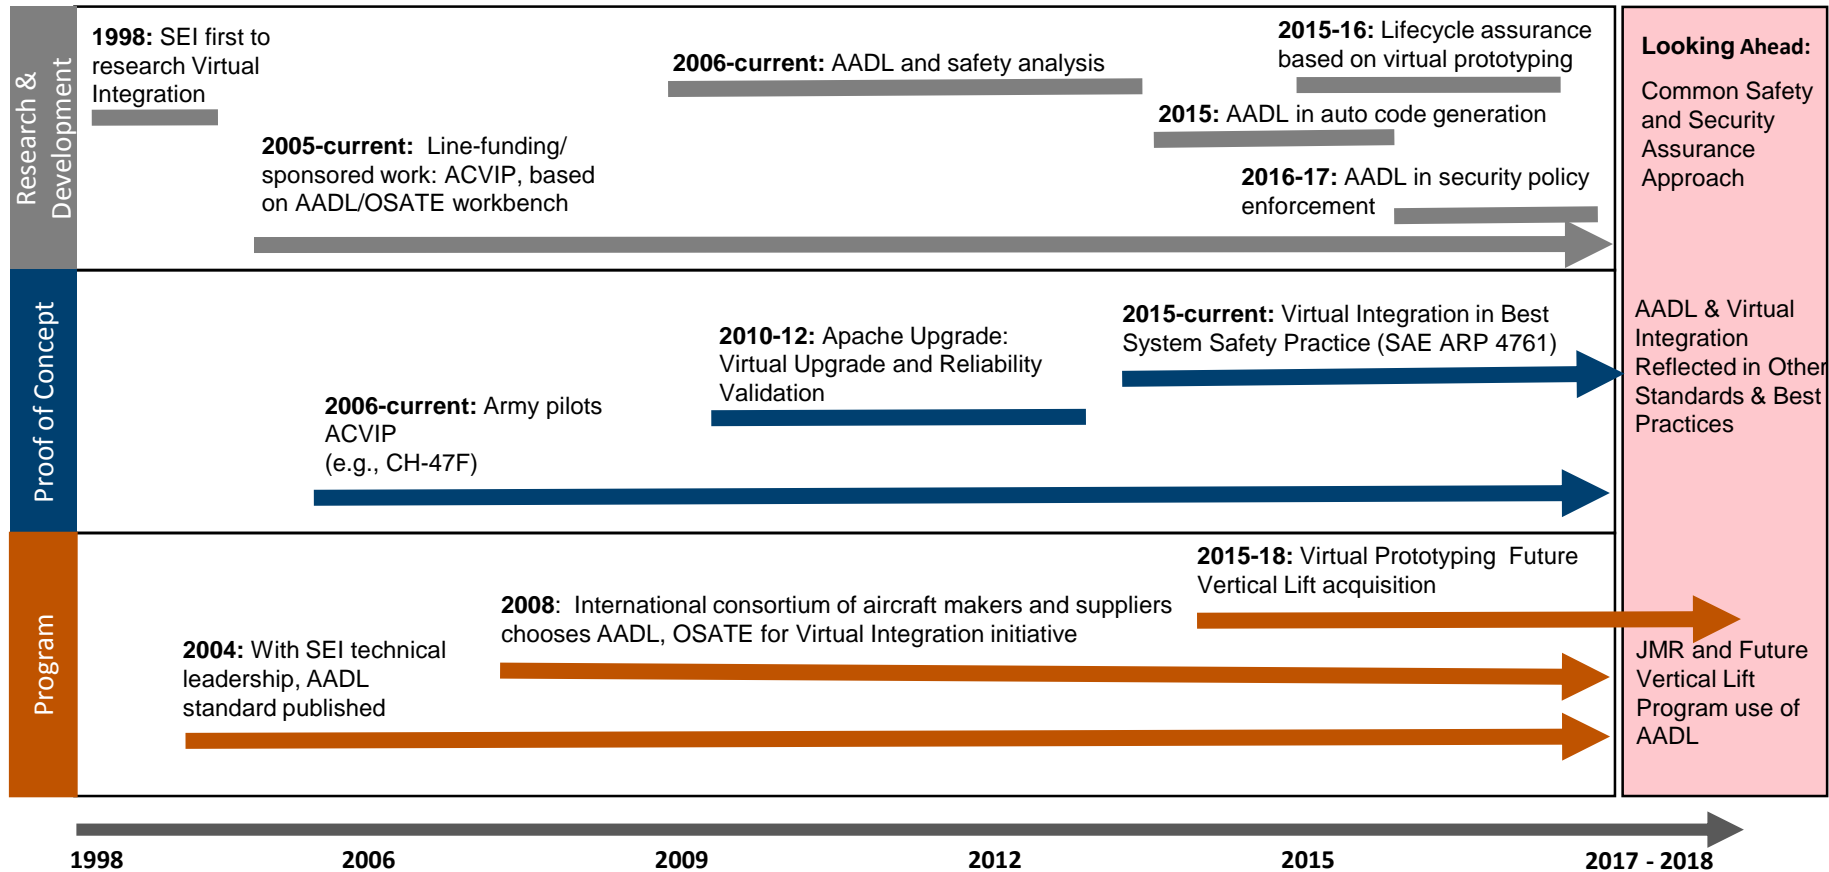 Research &
Development
1998: SEI first to
research Virtual
Integration
2005-current:  Line-funding/
sponsored work: ACVIP, based
on AADL/OSATE workbench
2006-current: AADL and safety analysis
2015-16: Lifecycle assurance
based on virtual prototyping
2015: AADL in auto code generation
2016-17: AADL in security policy
enforcement
Looking Ahead:
Common Safety
and Security
Assurance
Approach
Proof of Concept
2006-current: Army pilots
ACVIP
(e.g., CH-47F)
2010-12: Apache Upgrade:
Virtual Upgrade and Reliability
Validation
2015-current: Virtual Integration in Best
System Safety Practice (SAE ARP 4761)
AADL & Virtual
Integration
Reflected in Other
Standards & Best
Practices
Program
2004: With SEI technical
leadership, AADL
standard published
2008:  International consortium of aircraft makers and suppliers
chooses AADL, OSATE for Virtual Integration initiative
2015-18: Virtual Prototyping  Future
Vertical Lift acquisition
JMR and Future
Vertical Lift
Program use of
AADL
1998
2006
2009
2012
2015
2017 - 2018